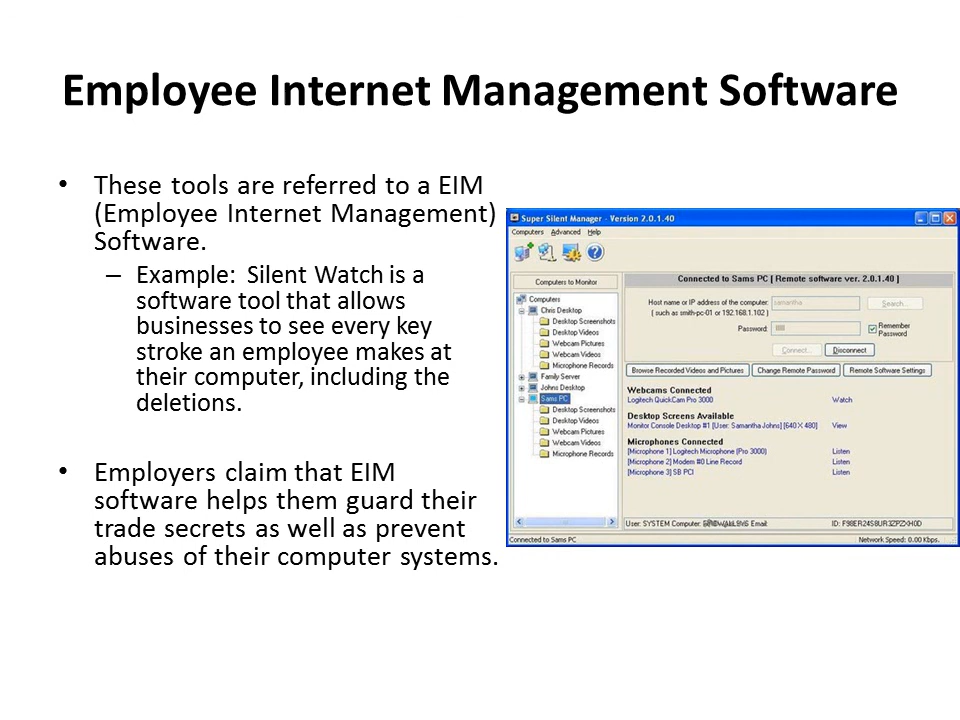 Employee Internet Management Software
• These tools are referred to a EIM
(Employee Internet Management)
Software.
– Example: Silent Watch is a
software tool that allows
businesses to see every key
stroke an employee makes at
their computer, including the
deletions.
• Employers claim that EIM
software helps them guard their
trade secrets as well as prevent
abuses of their computer systems.
Super Silent Manager - Version 2.0.1.40
Computers Advanced Help
Computers to Monitor
Computers
Chris Desktop
Desktop Screenshots
Desktop Videos
Webcam Pictures
Webcam Videos
Microphone Records
Family Server
Johns Desktop
Sams PC
Desktop Screenshots
Desktop Videos
Webcam Pictures
Webcam Videos
Microphone Records
Connected to Sams PC [ Remote software ver. 2.0.1.40 ]
Host name or IP address of the computer: samantha Search...
( such as smith-pc-01 or 192.168.1.102 )
Password: Remember
Password
Connect... Disconnect
Browse Recorded Videos and Pictures Change Remote Password Remote Software Settings
Webcams Connected
Logitech QuickCam Pro 3000 Watch
Desktop Screens Available
Monitor Console Desktop #1 [User: Samantha Johns] [640 X 480] View
Microphones Connected
[Microphone 1] Logitech Microphone (Pro 3000) Listen
[Microphone 2] Modem #0 Line Record Listen
[Microphone 3] SB PCI Listen
User: SYSTEM Computer: Email: ID:
Connected to Sams PC Network Speed: 0.00 Kbps.